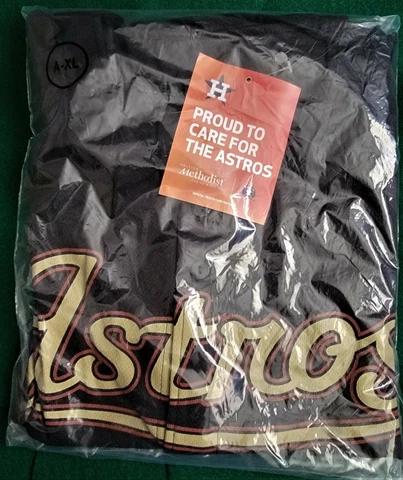 A-XL
H
PROUD TO
CARE FOR
THE ASTROS
Methodist
Astros